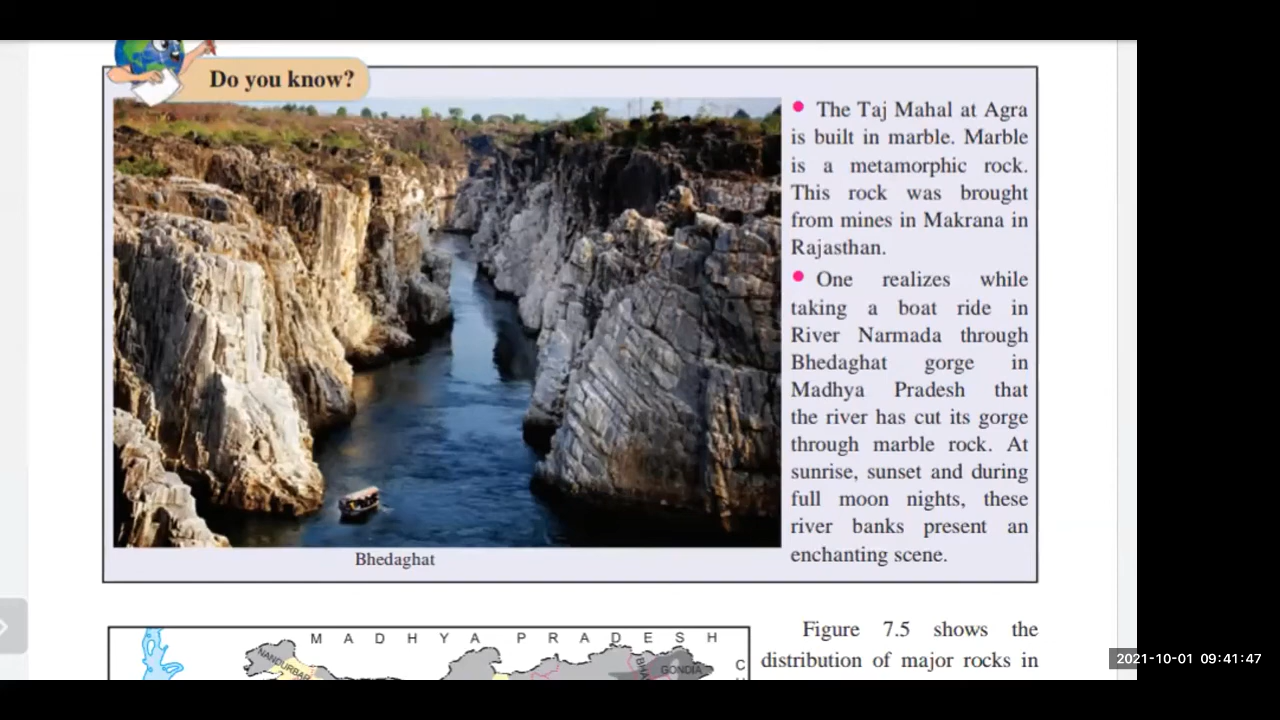 Do you know?
The Taj Mahal at Agra
is built in marble. Marble
is a metamorphic rock.
This rock was brought
from mines in Makrana in
Rajasthan.
One realizes while
taking a boat ride in
River Narmada through
Bhedaghat gorge in
Madhya Pradesh that
the river has cut its gorge
through marble rock. At
sunrise, sunset and during
full moon nights, these
river banks present an
enchanting scene.
Bhedaghat
MADHYA PRADESH
NANDURBAR
GONDIA
C
Figure 7.5 shows the
distribution of major rocks in
2021-10-01 09:41:47